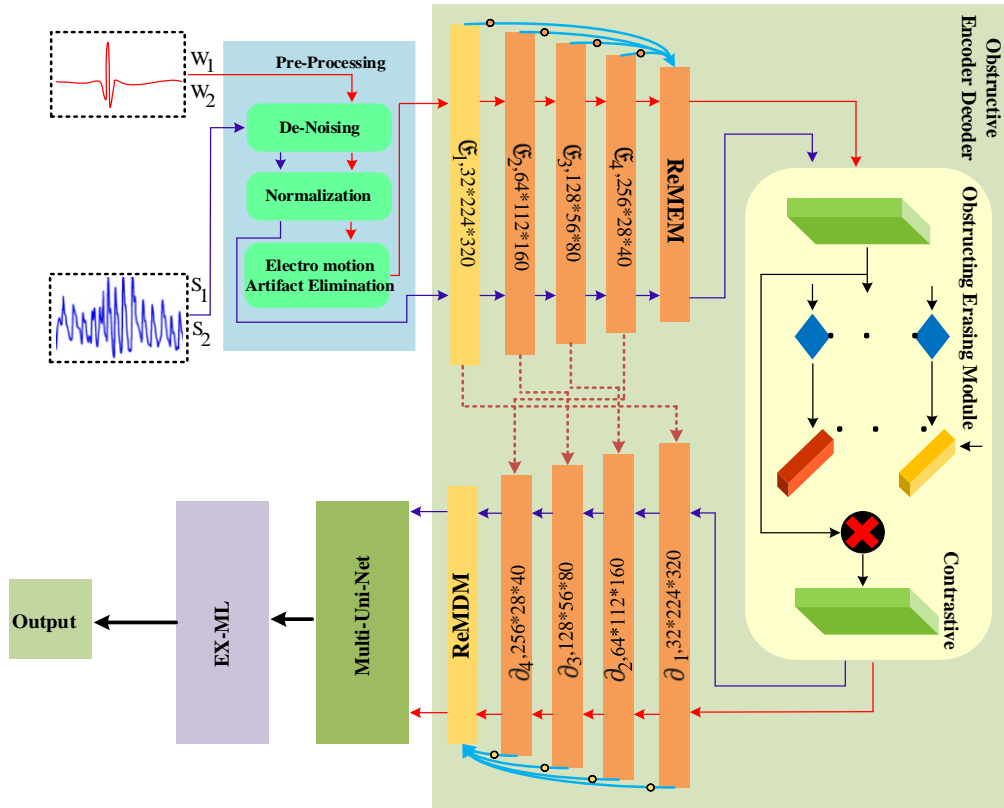 W1
W2
S1
S2
Pre-Processing
De-Noising
Normalization
Electro motion
Artifact Elimination
𝕰1,32*224*320
𝕰2,64*112*160
𝕰3,128*56*80
𝕰4,256*28*40
ReMEM
Obstructive
Encoder Decoder
Obstructing Erasing Module
Contrastive
ReMDM
∂4,256*28*40
∂3,128*56*80
∂2,64*112*160
∂1,32*224*320
Multi-Uni-Net
EX-ML
Output